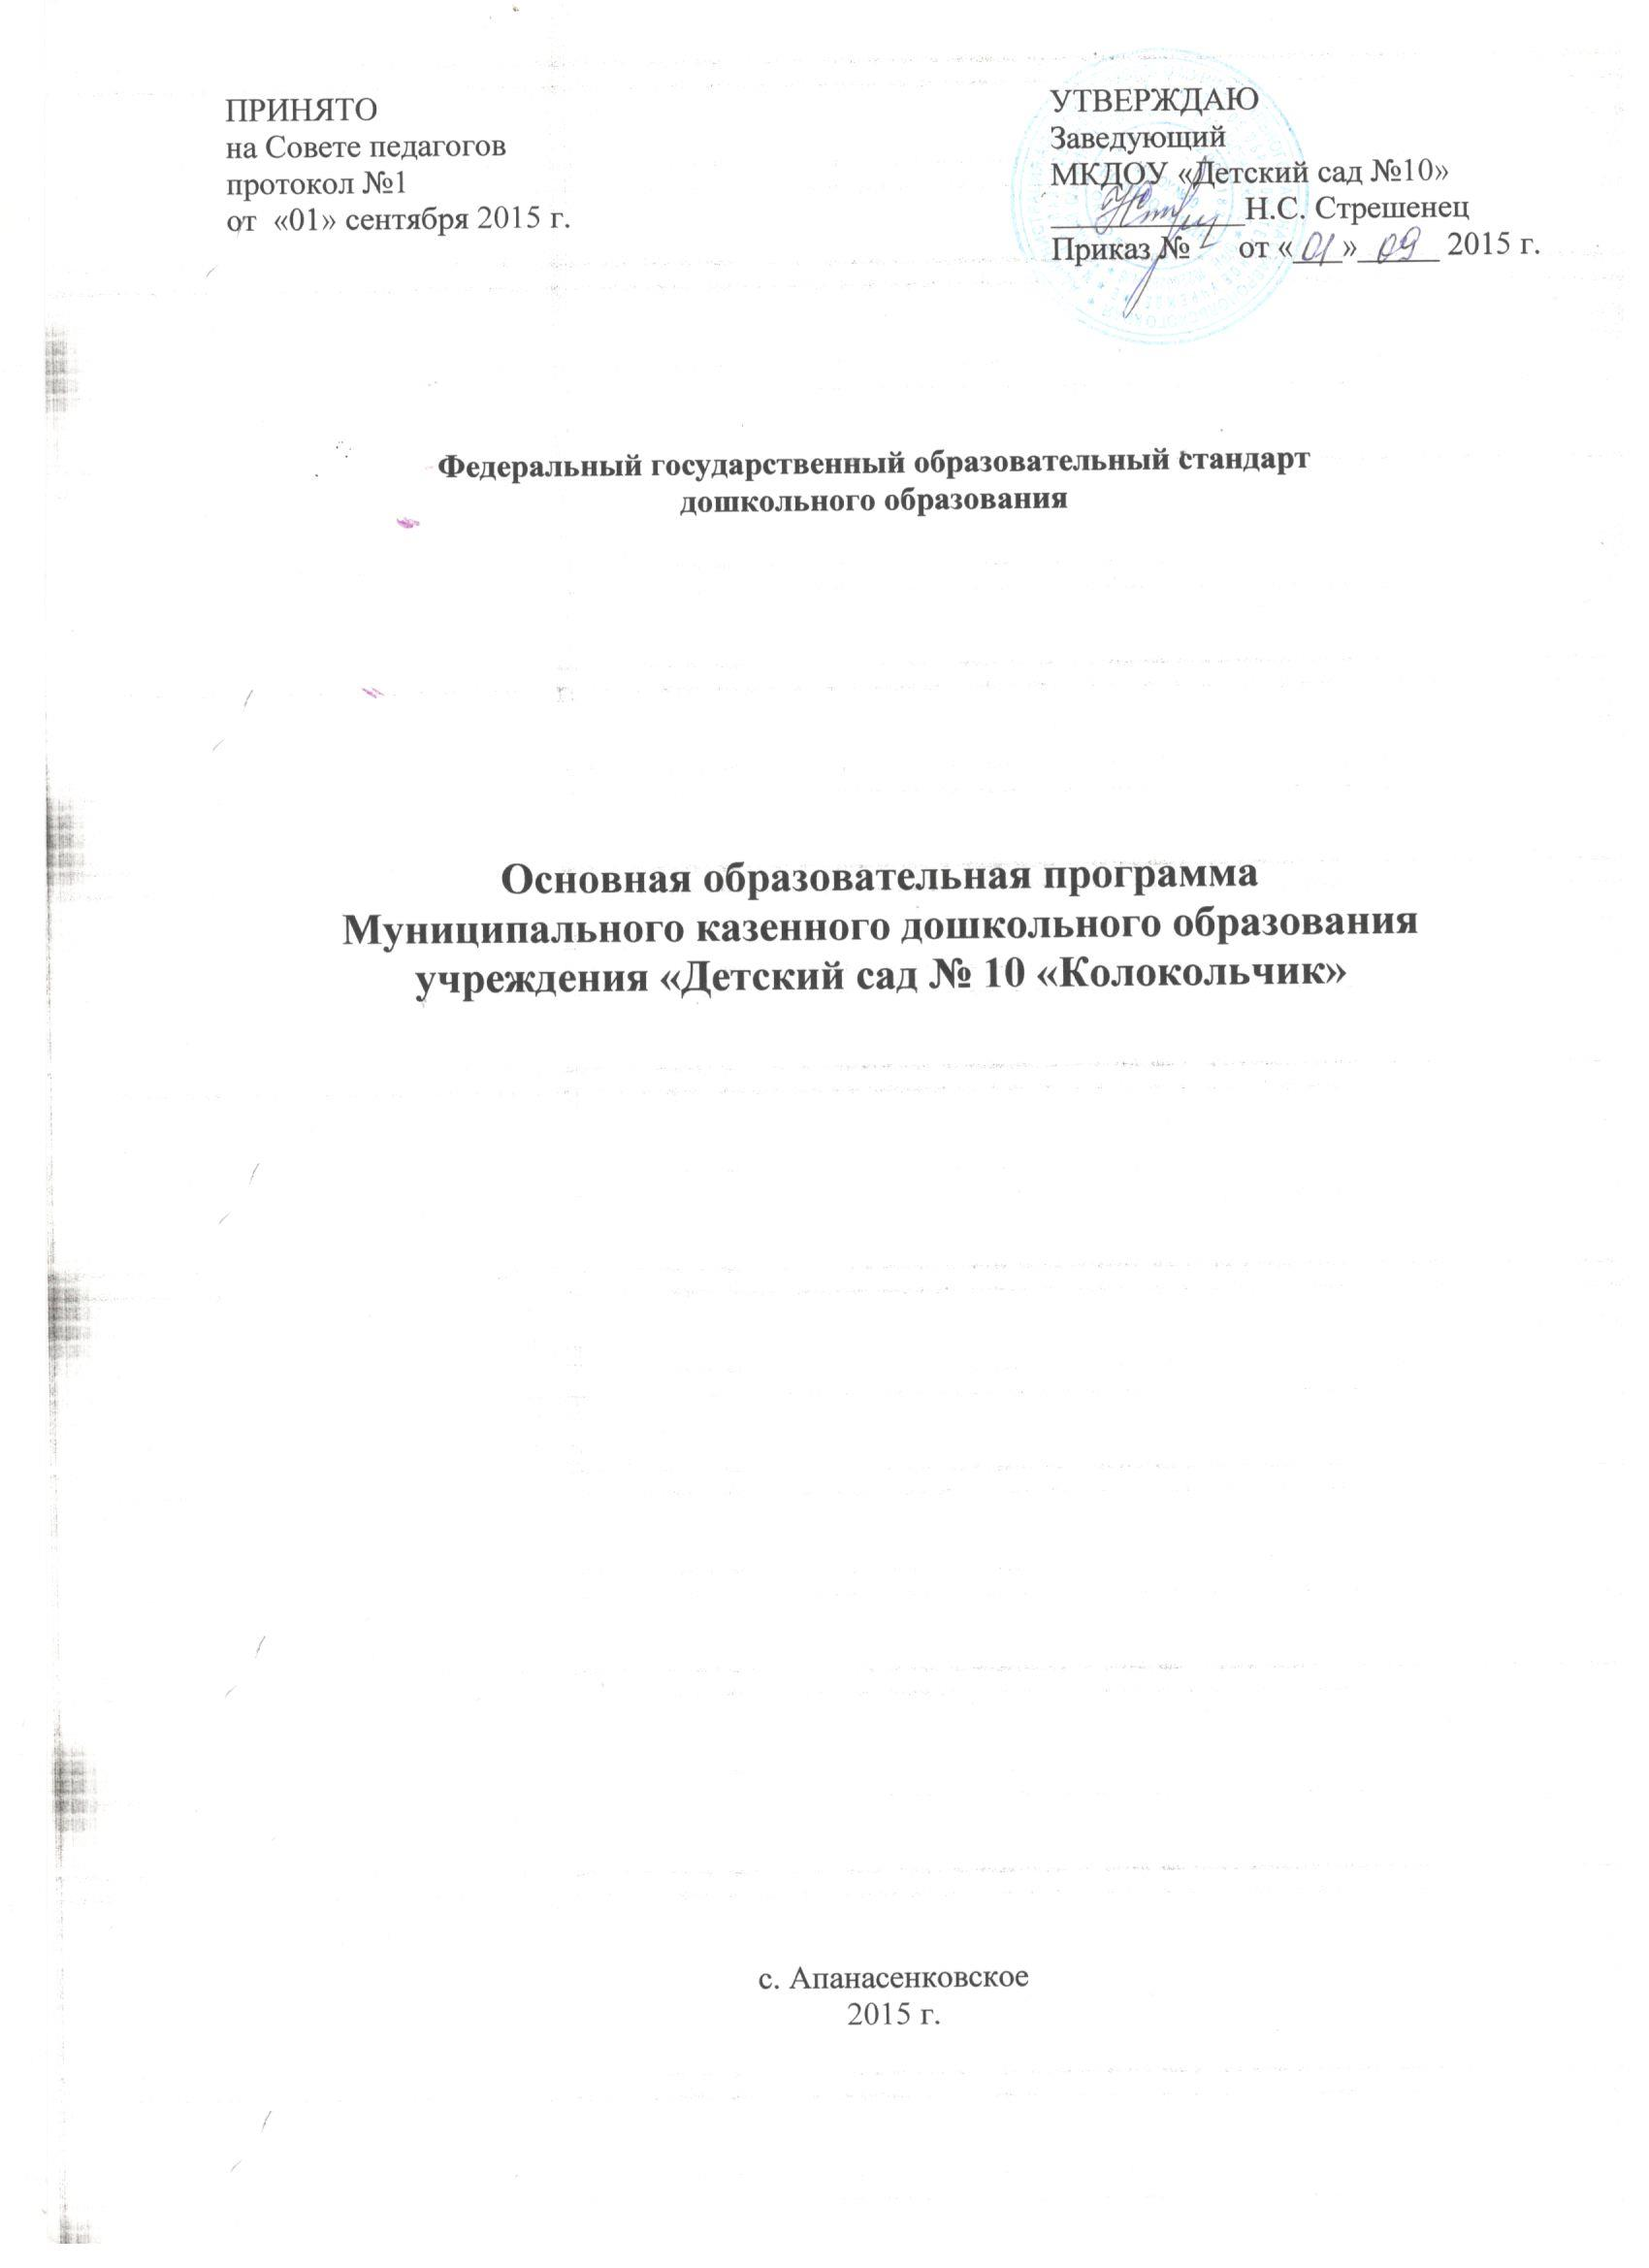 ПРИНЯТО
на Совете педагогов
протокол №1
от «01» сентября 2015 г.
УТВЕРЖДАЮ
Заведующий
МКДОУ «Детский сад №10»
Н.С. Стрешенец
Приказ № от «01» 09 2015 г.
Федеральный государственный образовательный стандарт
дошкольного образования
Основная образовательная программа
Муниципального казенного дошкольного образования
учреждения «Детский сад № 10 «Колокольчик»
с. Апанасенковское
2015 г.